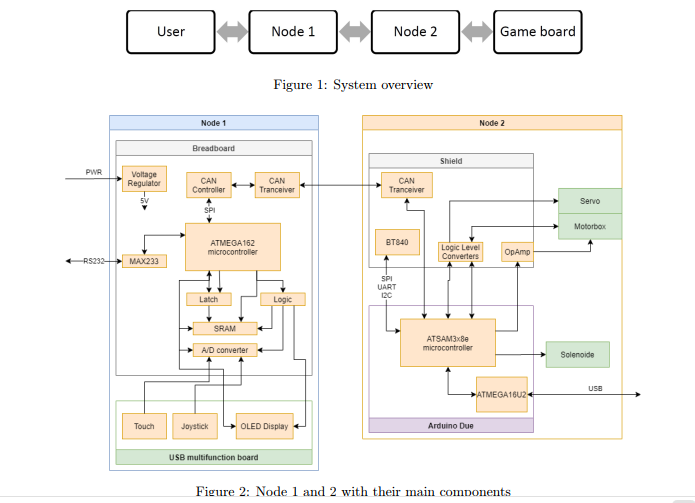 User
Node 1
Node 2
Game board
Figure 1: System overview
Node 1
Node 2
Breadboard
Shield
PWR
Voltage
Regulator
5V
CAN
Controller
CAN
Tranceiver
CAN
Tranceiver
SPI
Servo
Motorbox
ATMEGA162
microcontroller
BT840
Logic Level
Converters
OpAmp
RS232
MAX233
SPI
UART
I2C
Latch
Logic
SRAM
A/D converter
ATSAM3x8e
microcontroller
Solenoide
ATMEGA16U2
USB
Touch
Joystick
OLED Display
Arduino Due
USB multifunction board
Figure 2: Node 1 and 2 with their main components